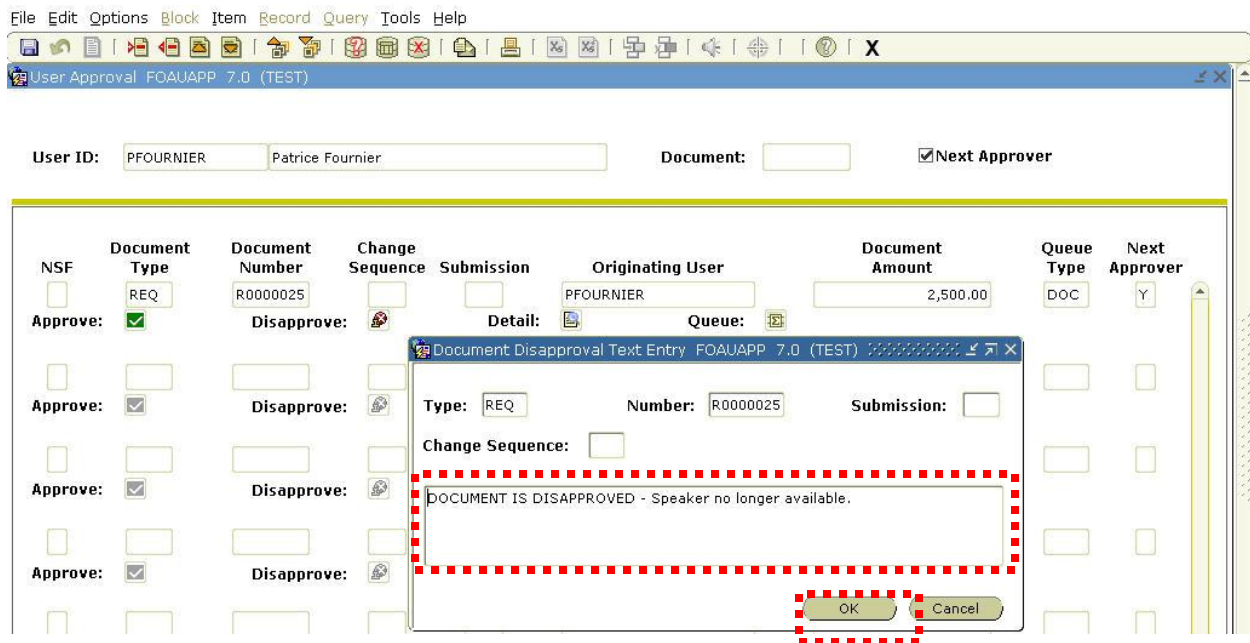 File Edit Options Block Item Record Query Tools Help
X
User Approval FOAUAPP 7.0 (TEST)
User ID: PFOURNIER Patrice Fournier Document: Next Approver
NSF Document Type Document Number Change Sequence Submission Originating User Document Amount Queue Type Next Approver
REQ R0000025 PFOURNIER 2,500.00 DOC Y
Approve: Disapprove: Detail: Queue:
Document Disapproval Text Entry FOAUAPP 7.0 (TEST)
Approve: Disapprove:
Type: REQ Number: R0000025 Submission:
Change Sequence:
Approve: Disapprove:
DOCUMENT IS DISAPPROVED - Speaker no longer available.
Approve: Disapprove:
OK Cancel